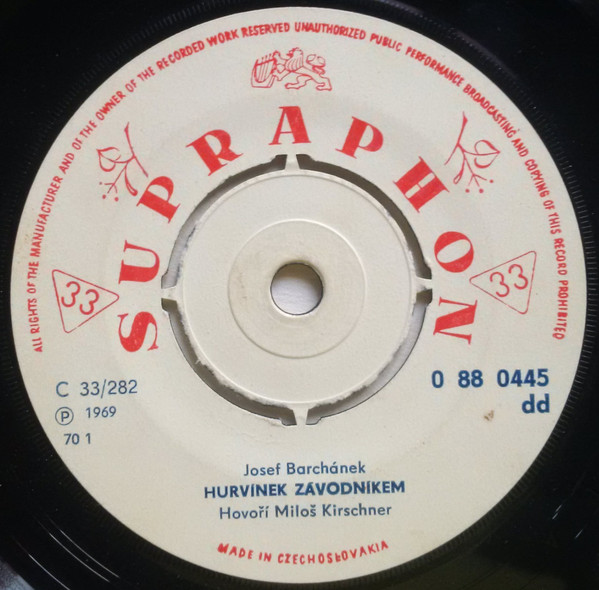 ALL RIGHTS OF THE MANUFACTURER AND OF THE OWNER OF THE RECORDED WORK RESERVED UNAUTHORIZED PUBLIC PERFORMANCE BROADCASTING AND COPYING OF THIS RECORD PROHIBITED
SUPRAPHON
33
33
C 33/282
Ⓟ 1969
70 1
0 88 0445
dd
Josef Barchánek
HURVÍNEK ZÁVODNÍKEM
Hovoří Miloš Kirschner
MADE IN CZECHOSLOVAKIA